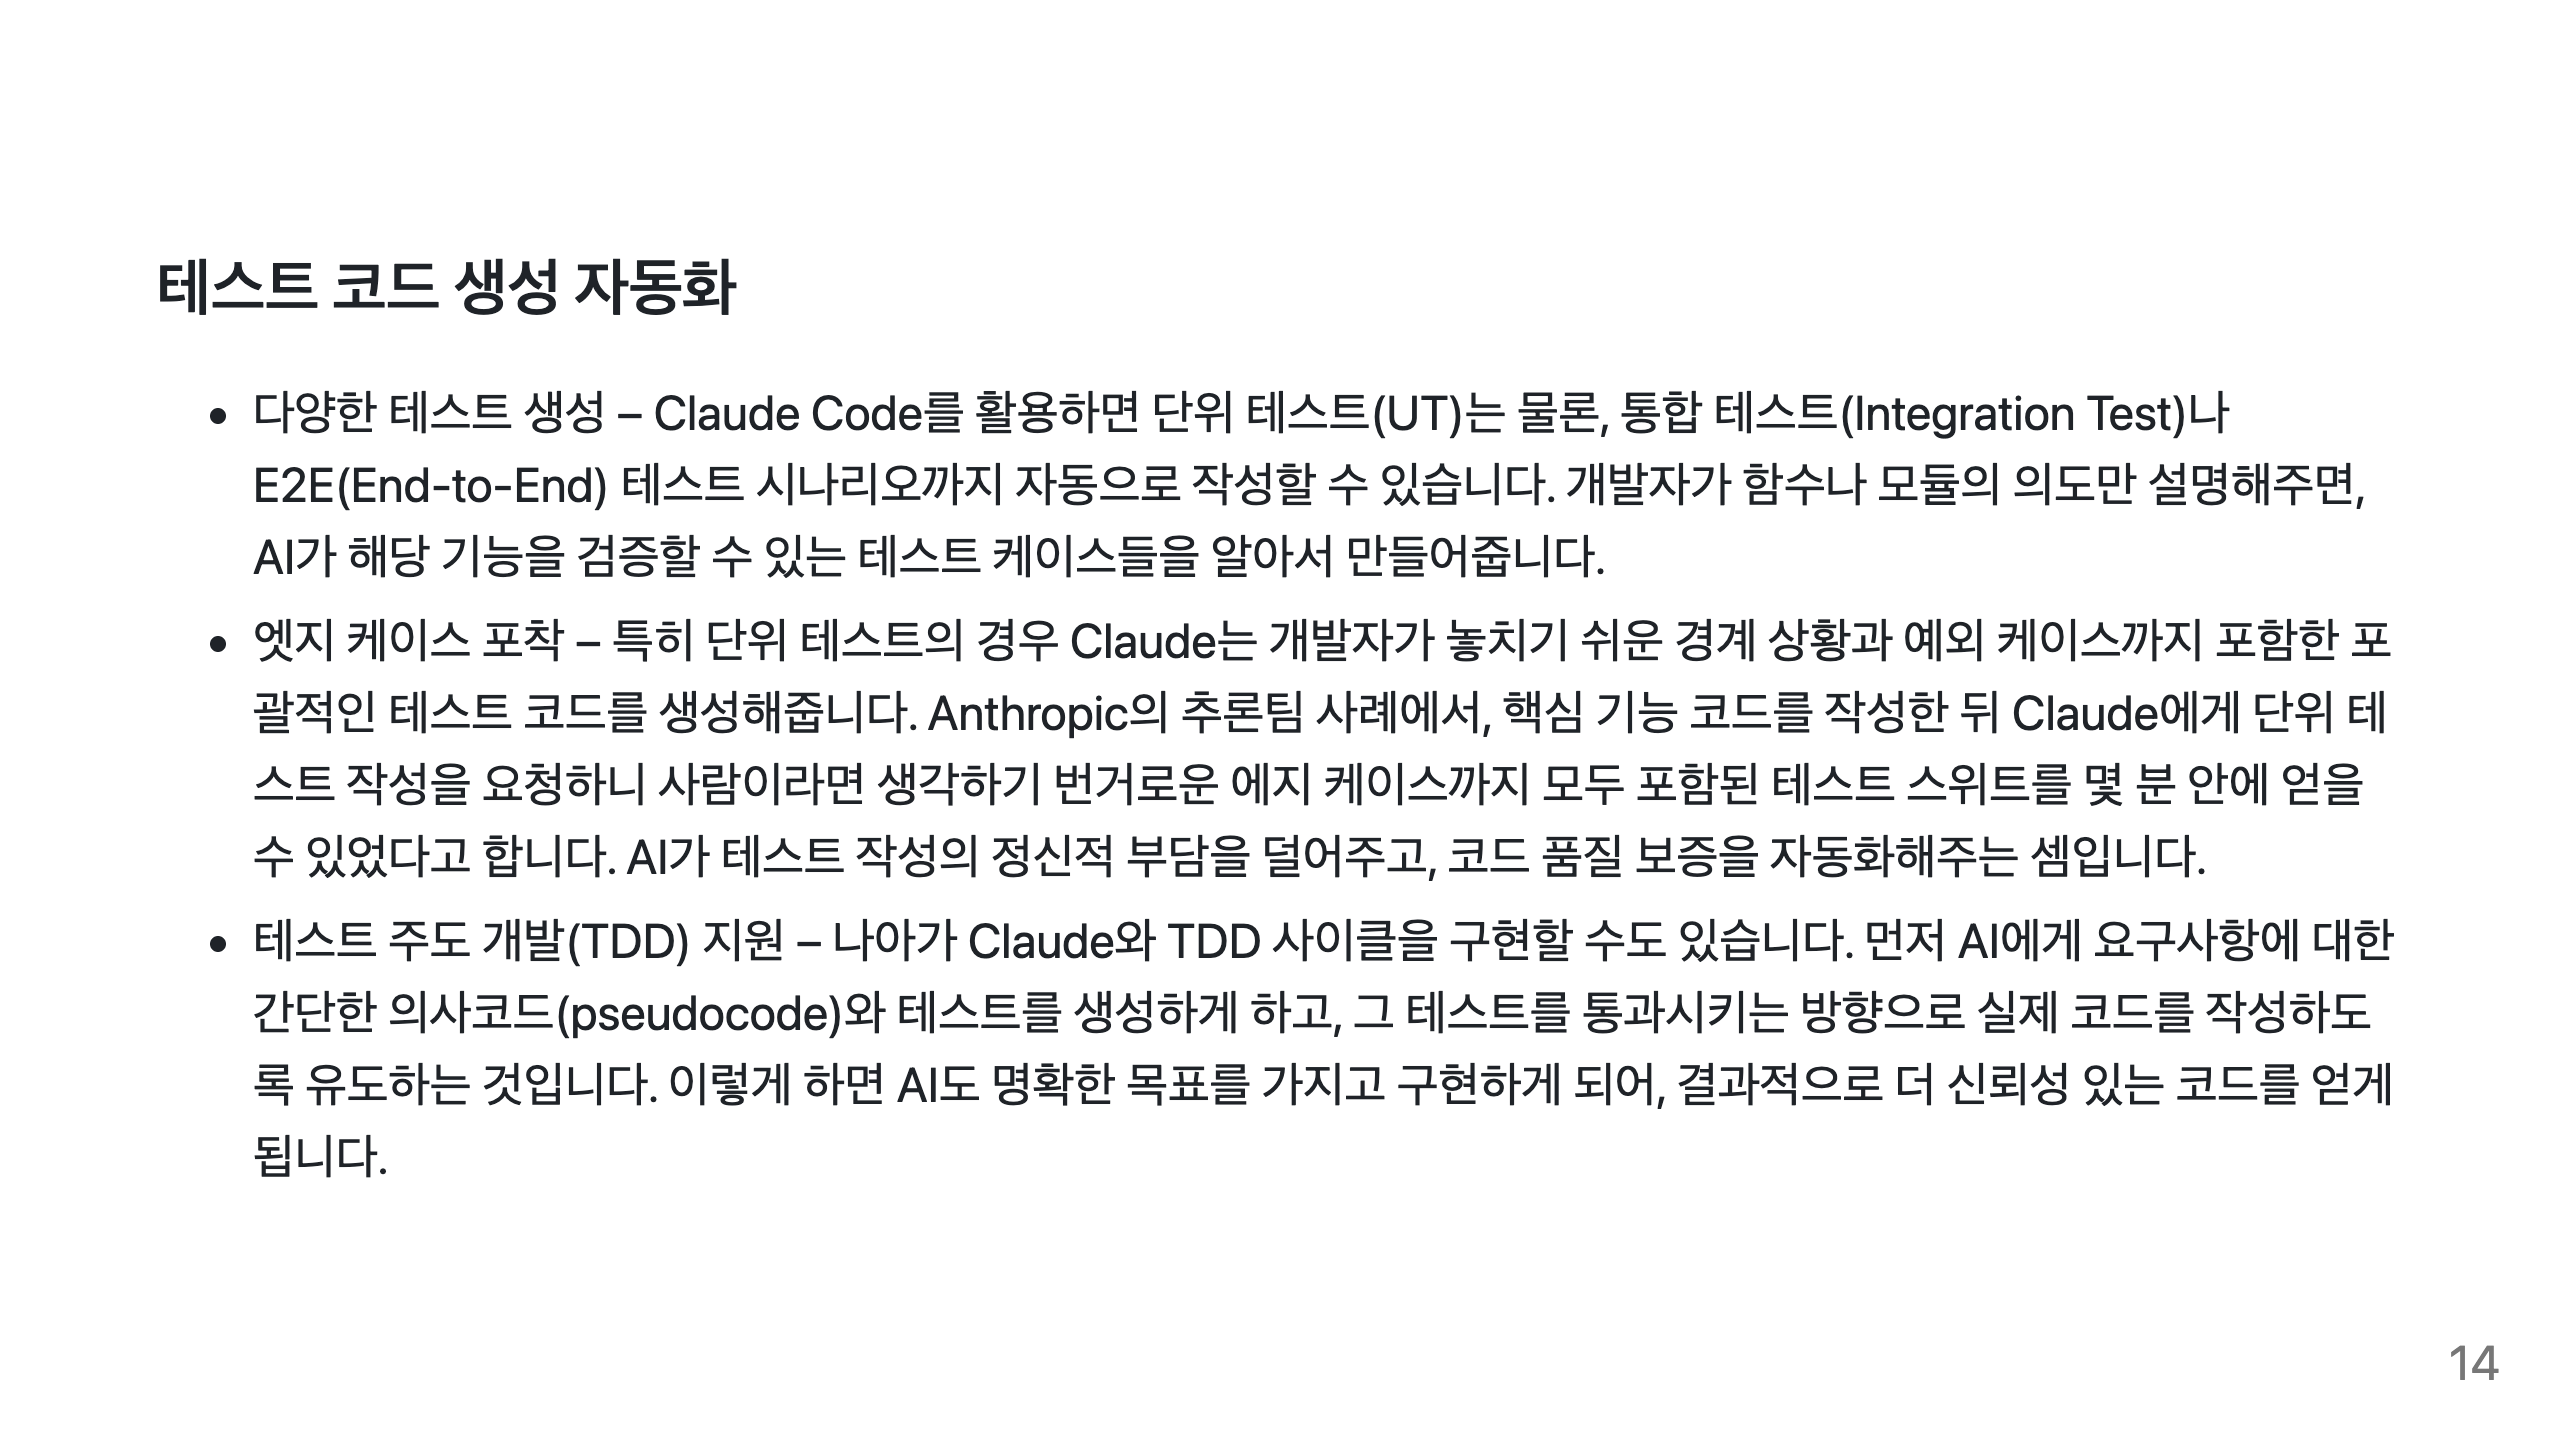 테스트 코드 생성 자동화
• 다양한 테스트 생성 – Claude Code를 활용하면 단위 테스트(UT)는 물론, 통합 테스트(Integration Test)나
E2E(End-to-End) 테스트 시나리오까지 자동으로 작성할 수 있습니다. 개발자가 함수나 모듈의 의도만 설명해주면,
AI가 해당 기능을 검증할 수 있는 테스트 케이스들을 알아서 만들어줍니다.
• 엣지 케이스 포착 – 특히 단위 테스트의 경우 Claude는 개발자가 놓치기 쉬운 경계 상황과 예외 케이스까지 포함한 포
괄적인 테스트 코드를 생성해줍니다. Anthropic의 추론팀 사례에서, 핵심 기능 코드를 작성한 뒤 Claude에게 단위 테
스트 작성을 요청하니 사람이라면 생각하기 번거로운 에지 케이스까지 모두 포함된 테스트 스위트를 몇 분 안에 얻을
수 있었다고 합니다. AI가 테스트 작성의 정신적 부담을 덜어주고, 코드 품질 보증을 자동화해주는 셈입니다.
• 테스트 주도 개발(TDD) 지원 – 나아가 Claude와 TDD 사이클을 구현할 수도 있습니다. 먼저 AI에게 요구사항에 대한
간단한 의사코드(pseudocode)와 테스트를 생성하게 하고, 그 테스트를 통과시키는 방향으로 실제 코드를 작성하도
록 유도하는 것입니다. 이렇게 하면 AI도 명확한 목표를 가지고 구현하게 되어, 결과적으로 더 신뢰성 있는 코드를 얻게
됩니다.
14